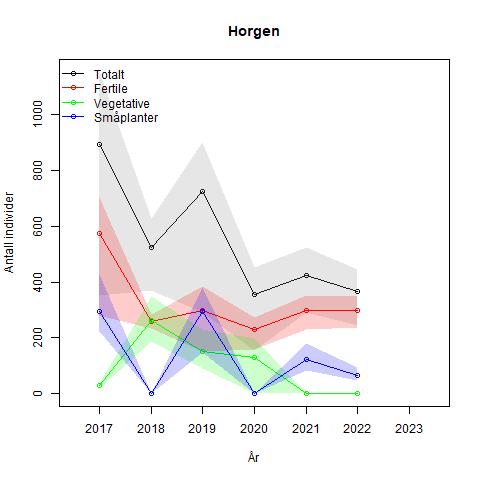 Horgen
Totalt
Fertile
Vegetative
Småplanter
Antall individer
1000
800
600
400
200
0
2017 2018 2019 2020 2021 2022 2023
År